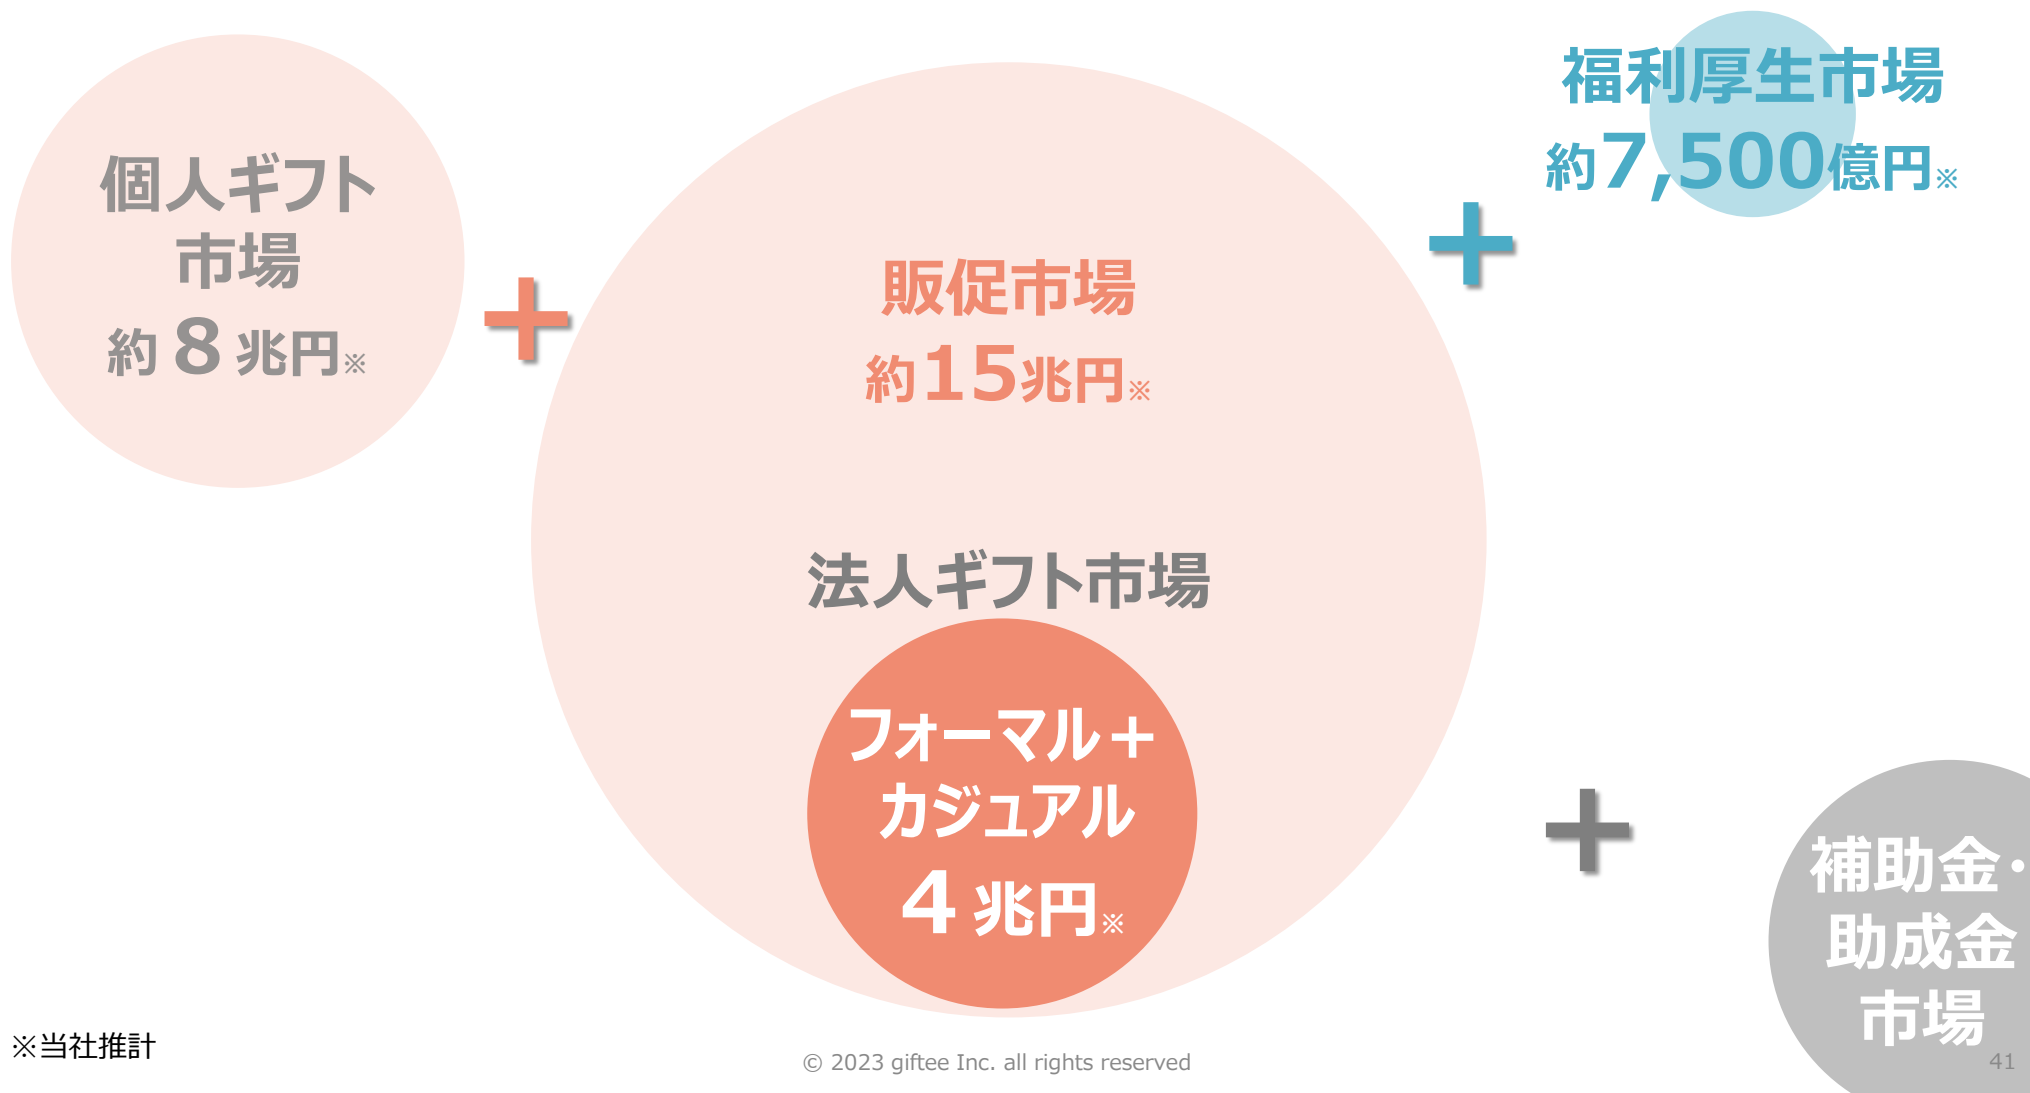 個人ギフト
市場
約8兆円※
+
販促市場
約15兆円※
法人ギフト市場
フォーマル+
カジュアル
4兆円※
+
福利厚生市場
約7,500億円※
+
補助金・
助成金
市場
※当社推計
© 2023 giftee Inc. all rights reserved
41